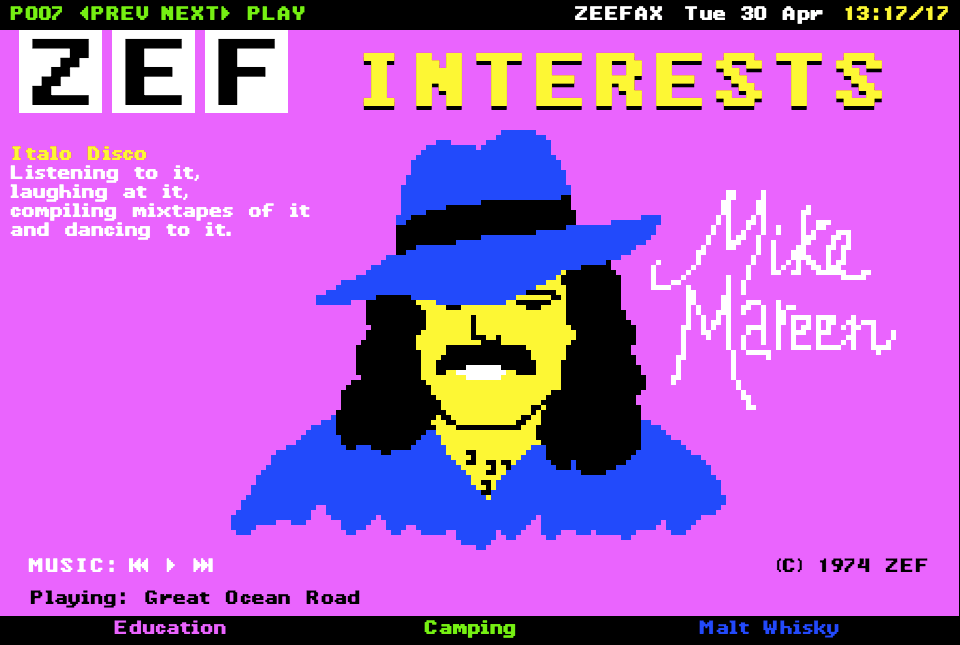 P007 ◀PREV NEXT▶ PLAY ZEEFAX Tue 30 Apr 13:17/17
ZEF INTERESTS
Italo Disco
Listening to it,
laughing at it,
compiling mixtapes of it
and dancing to it.
Mike
Mareen
MUSIC:
(C) 1974 ZEF
Playing: Great Ocean Road
Education Camping Malt Whisky